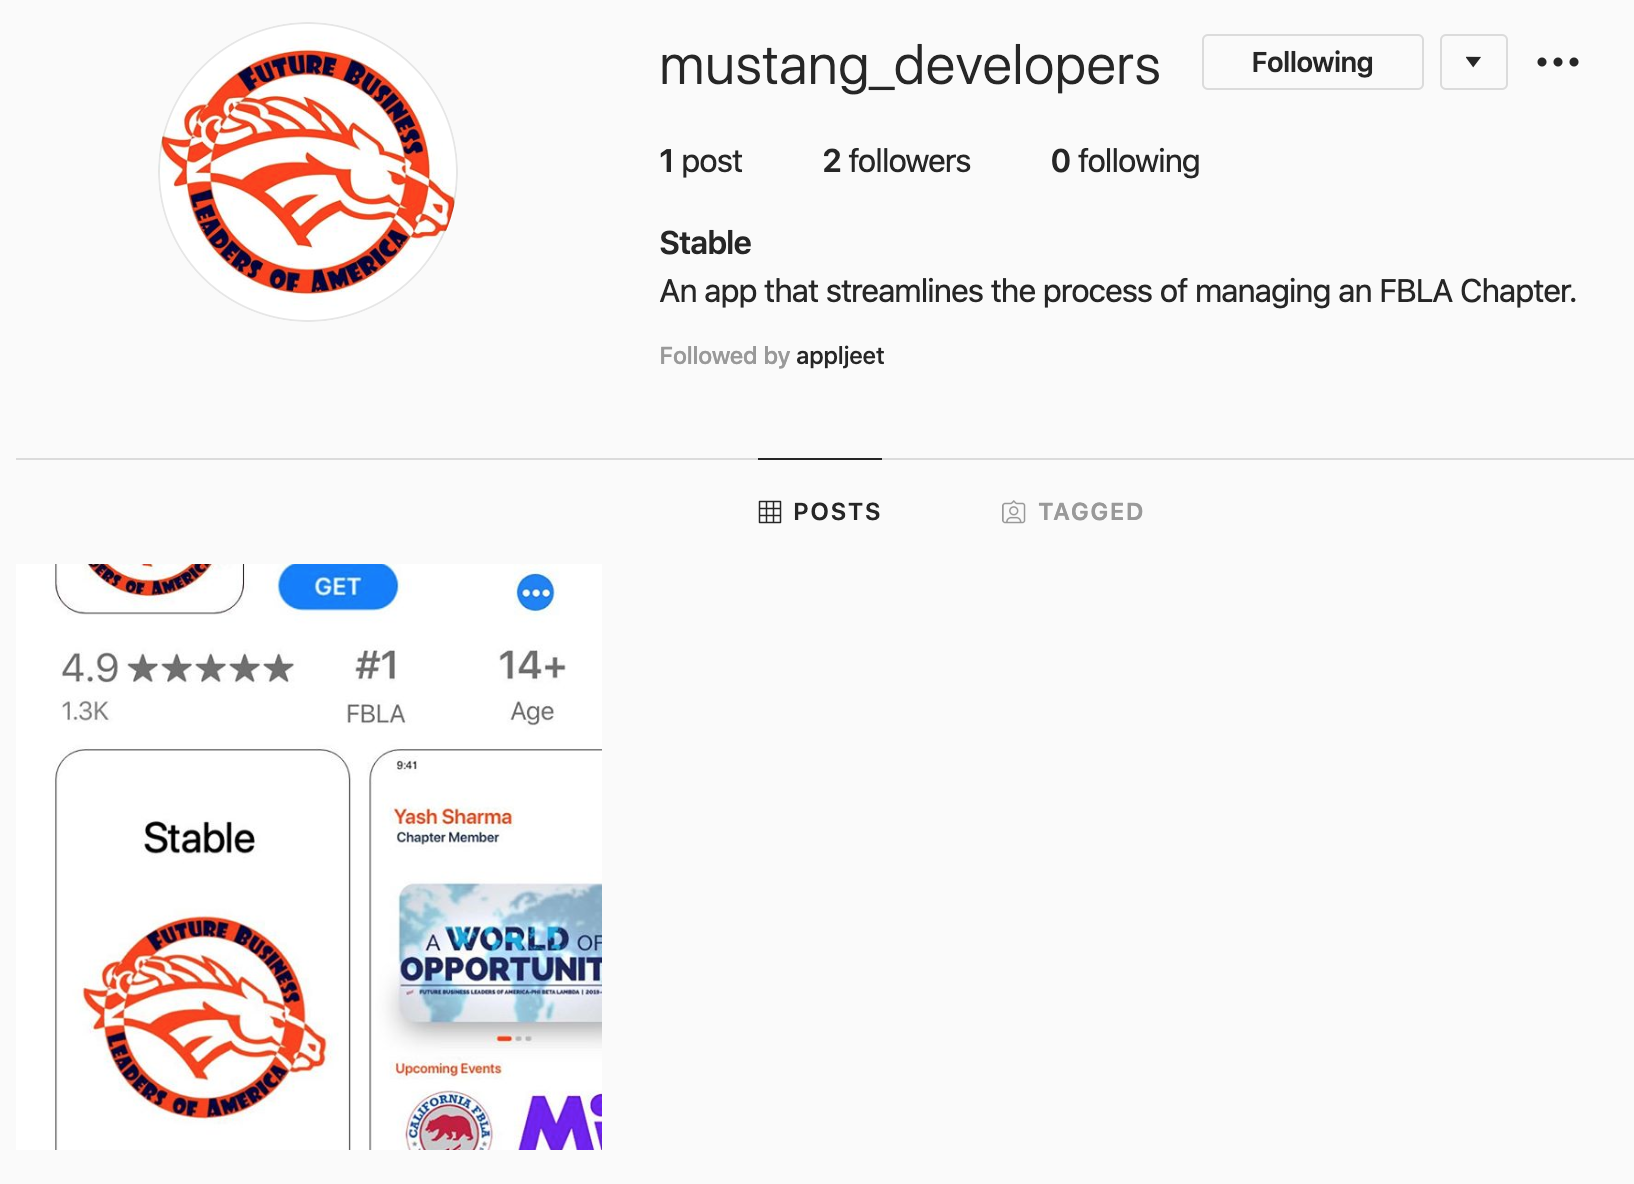 FUTURE BUSINESS
LEADERS OF AMERICA
mustang_developers
Following
1 post
2 followers
0 following
Stable
An app that streamlines the process of managing an FBLA Chapter.
Followed by appljeet
POSTS
TAGGED
ERS OF AMERIC
GET
4.9
#1
14+
1.3K
FBLA
Age
Stable
FUTURE BUSINESS
LEADERS OF AMERICA
9:41
Yash Sharma
Chapter Member
A WORLD OF
OPPORTUNIT
FUTURE BUSINESS LEADERS OF AMERICA-PHI BETA LAMBDA | 2019-
Upcoming Events
CALIFORNIA FBLA
Mi